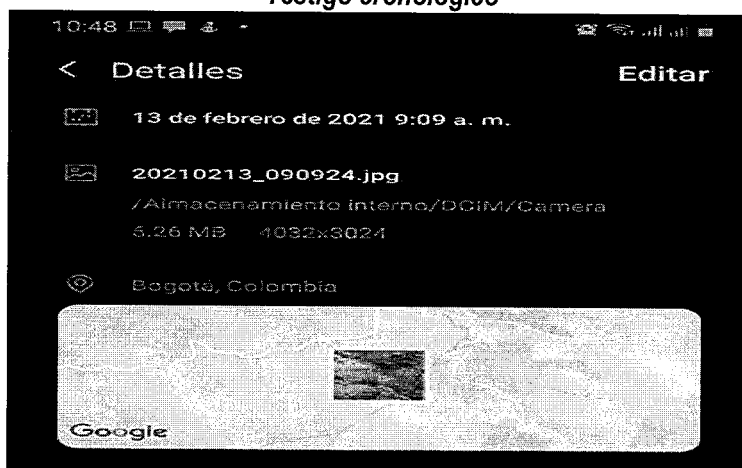 Testigo cronológico
10:48
< Detalles Editar
13 de febrero de 2021 9:09 a. m.
20210213_090924.jpg
/Almacenamiento interno/DCIM/Camera
5.26 MB 4032x3024
Bogotá, Colombia
Google